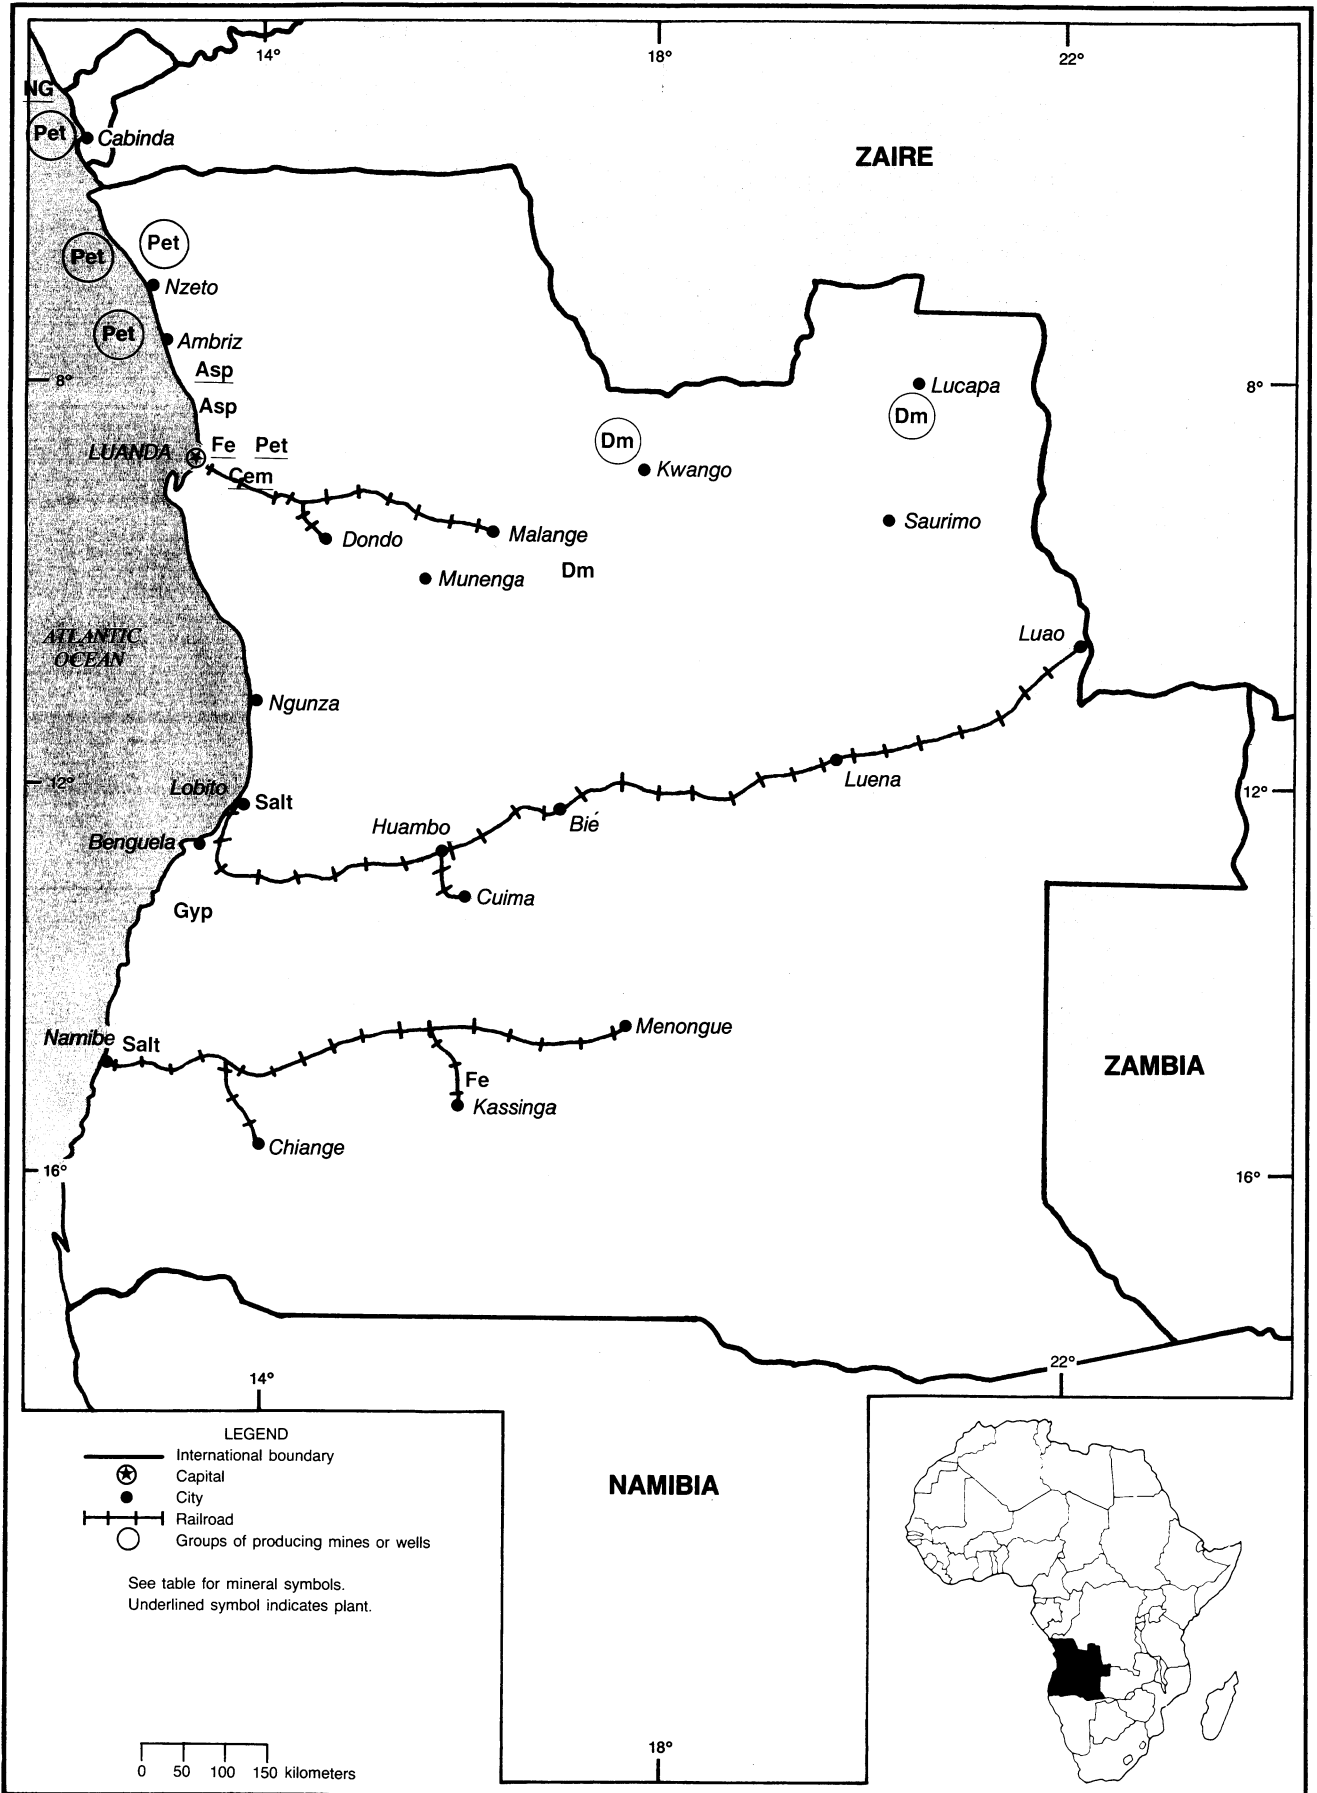 14°
18°
22°
NG
Pet
Cabinda
ZAIRE
Pet
Pet
Nzeto
Pet
Ambriz
Asp
8°
Lucapa
8°
Asp
Dm
LUANDA
Fe
Pet
Dm
Kwango
Cem
Saurimo
Dondo
Malange
Munenga
Dm
ATLANTIC
OCEAN
Luao
Ngunza
12°
Lobito
Salt
Luena
12°
Huambo
Bié
Benguela
Cuima
Gyp
Namibe
Salt
Menongue
ZAMBIA
Fe
Kassinga
Chiange
16°
16°
14°
22°
LEGEND
International boundary
Capital
City
Railroad
Groups of producing mines or wells
See table for mineral symbols.
Underlined symbol indicates plant.
NAMIBIA
18°
0 50 100 150 kilometers